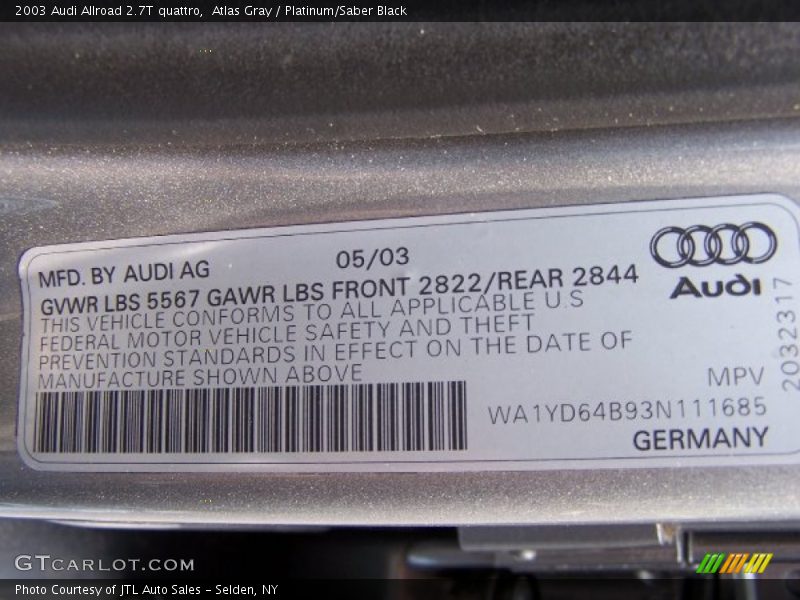 2003 Audi Allroad 2.7T quattro,  Atlas Gray / Platinum/Saber Black
MFD. BY AUDI AG 05/03
GVWR LBS 5567 GAWR LBS FRONT 2822/REAR 2844
THIS VEHICLE CONFORMS TO ALL APPLICABLE U.S
FEDERAL MOTOR VEHICLE SAFETY AND THEFT
PREVENTION STANDARDS IN EFFECT ON THE DATE OF
MANUFACTURE SHOWN ABOVE
Audi
2032317
MPV
WA1YD64B93N111685
GERMANY
GTCARLOT.COM
Photo Courtesy of JTL Auto Sales - Selden, NY